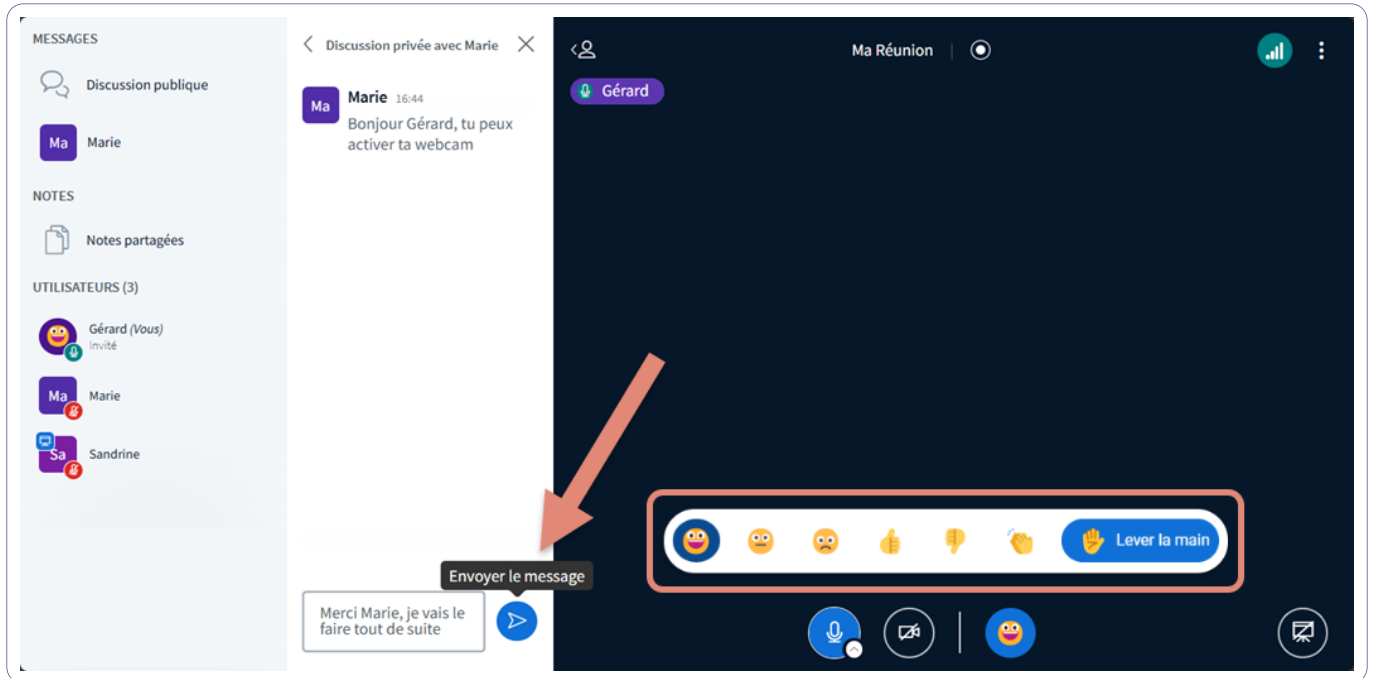 MESSAGES
Discussion publique
Ma
Marie
NOTES
Notes partagées
UTILISATEURS (3)
Gérard (Vous)
Invité
Ma
Marie
Sa
Sandrine
Discussion privée avec Marie
Ma
Marie 16:44
Bonjour Gérard, tu peux
activer ta webcam
Envoyer le message
Merci Marie, je vais le
faire tout de suite
Ma Réunion
Gérard
Lever la main